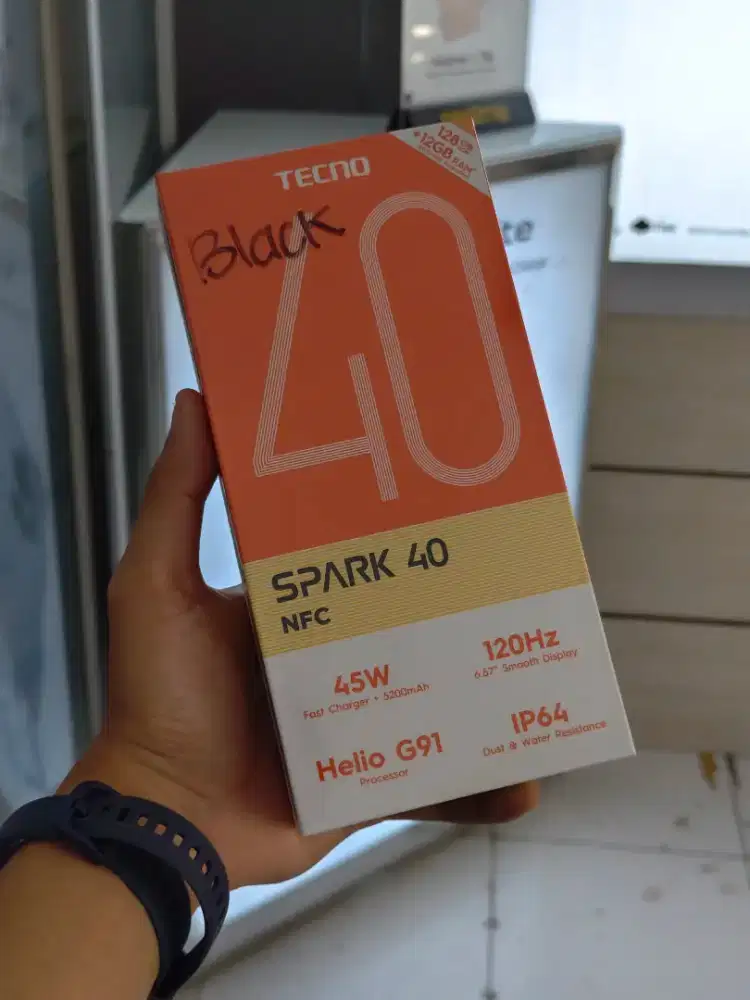 128GB
+12GB RAM*
TECNO
Black
40
SPARK 40
NFC
45W
Fast Charger + 5200mAh
120Hz
6.67" Smooth Display
Helio G91
Processor
IP64
Dust & Water Resistance
te